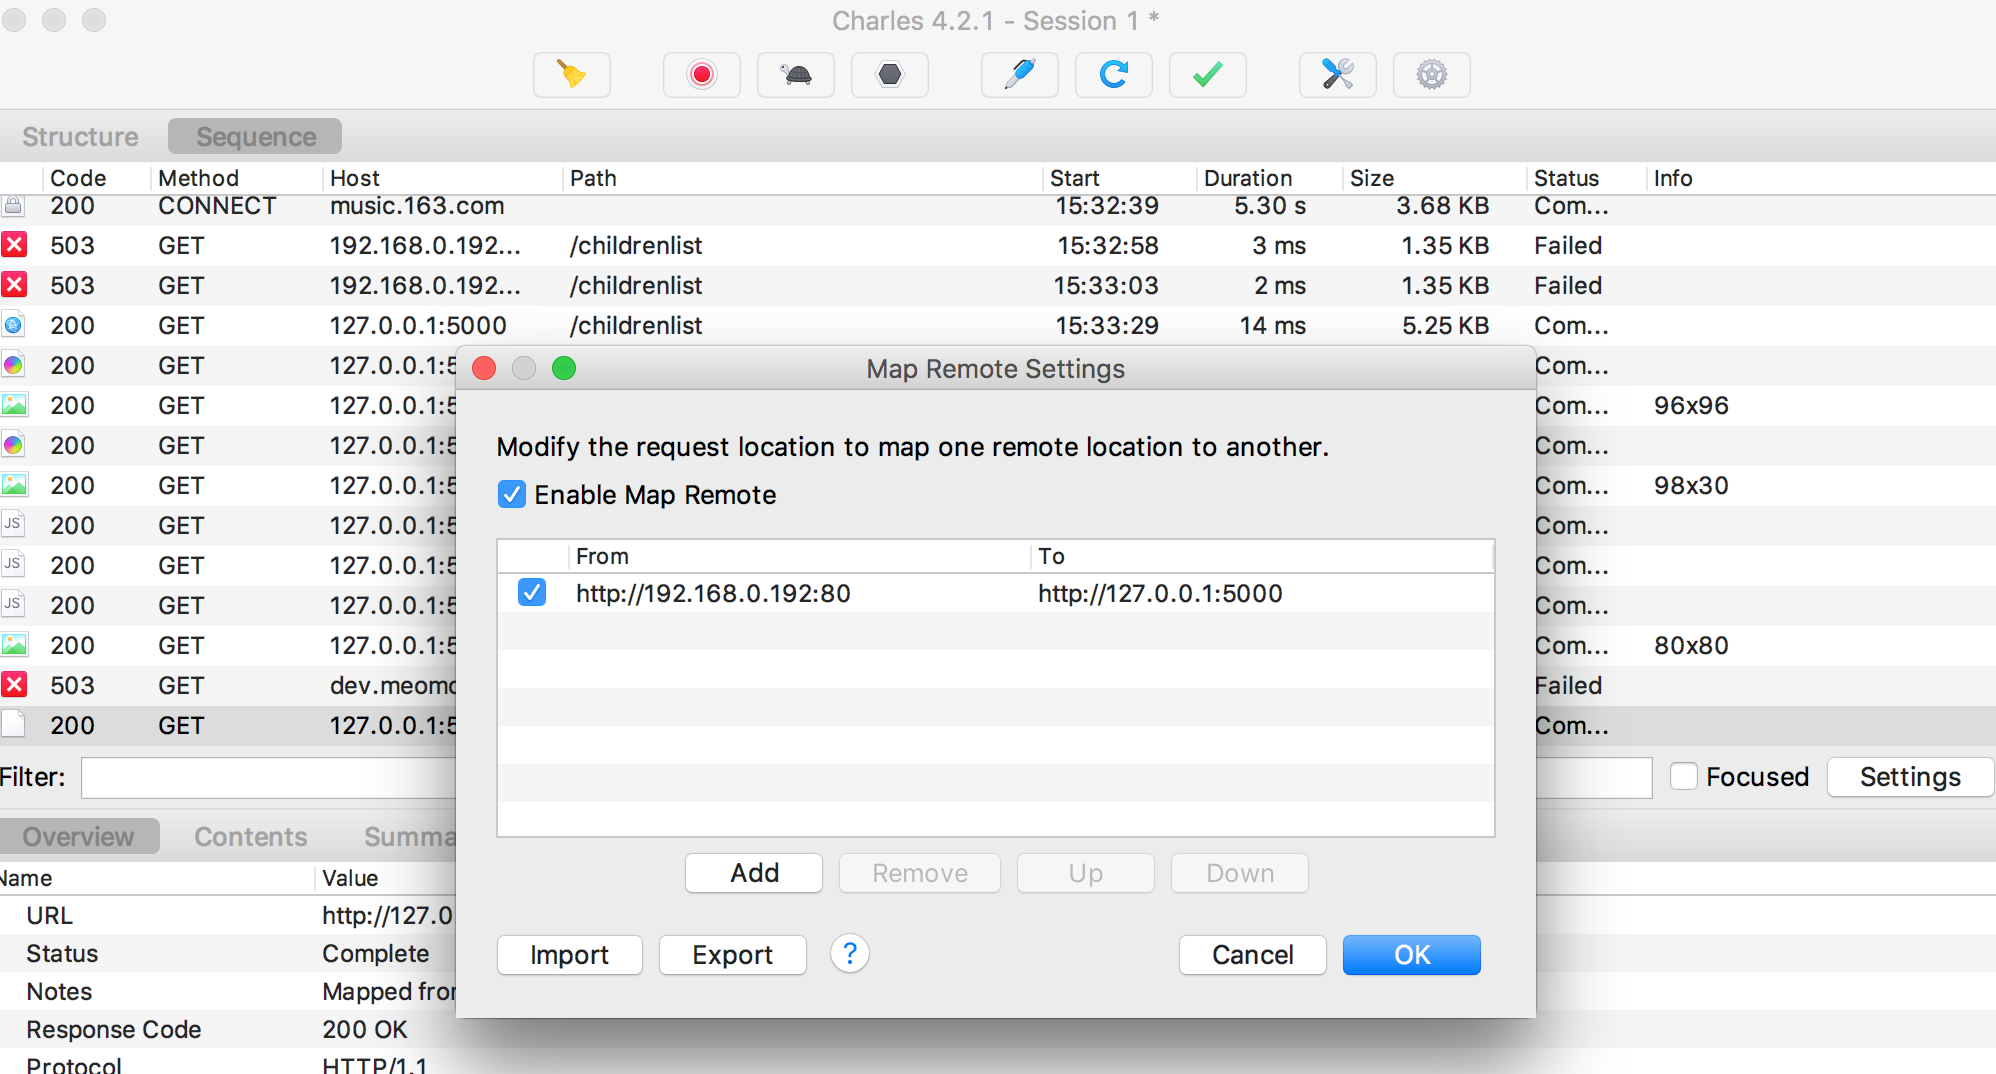 Charles 4.2.1 - Session 1 *
Structure Sequence
Code Method Host Path Start Duration Size Status Info
200 CONNECT music.163.com 15:32:39 5.30 s 3.68 KB Com...
503 GET 192.168.0.192... /childrenlist 15:32:58 3 ms 1.35 KB Failed
503 GET 192.168.0.192... /childrenlist 15:33:03 2 ms 1.35 KB Failed
200 GET 127.0.0.1:5000 /childrenlist 15:33:29 14 ms 5.25 KB Com...
200 GET 127.0.0.1:5 Com...
200 GET 127.0.0.1:5 Com... 96x96
200 GET 127.0.0.1:5 Com...
200 GET 127.0.0.1:5 Com... 98x30
JS 200 GET 127.0.0.1:5 Com...
JS 200 GET 127.0.0.1:5 Com...
JS 200 GET 127.0.0.1:5 Com...
200 GET 127.0.0.1:5 Com... 80x80
503 GET dev.meomo Failed
200 GET 127.0.0.1:5 Com...
Filter: Focused Settings
Overview Contents Summa
Name Value
URL http://127.0
Status Complete
Notes Mapped from
Response Code 200 OK
Protocol HTTP/1.1
Map Remote Settings
Modify the request location to map one remote location to another.
Enable Map Remote
From To
http://192.168.0.192:80 http://127.0.0.1:5000
Add Remove Up Down
Import Export ? Cancel OK